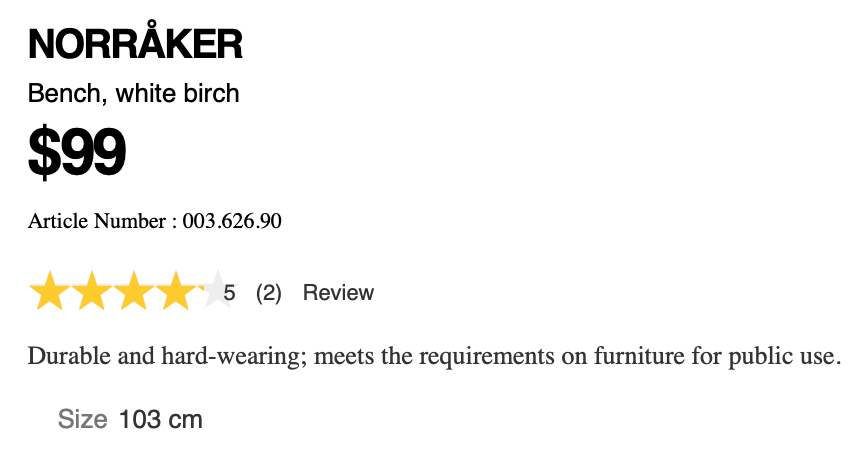 NORRÅKER
Bench, white birch
$99
Article Number : 003.626.90
5 (2) Review
Durable and hard-wearing; meets the requirements on furniture for public use.
Size 103 cm